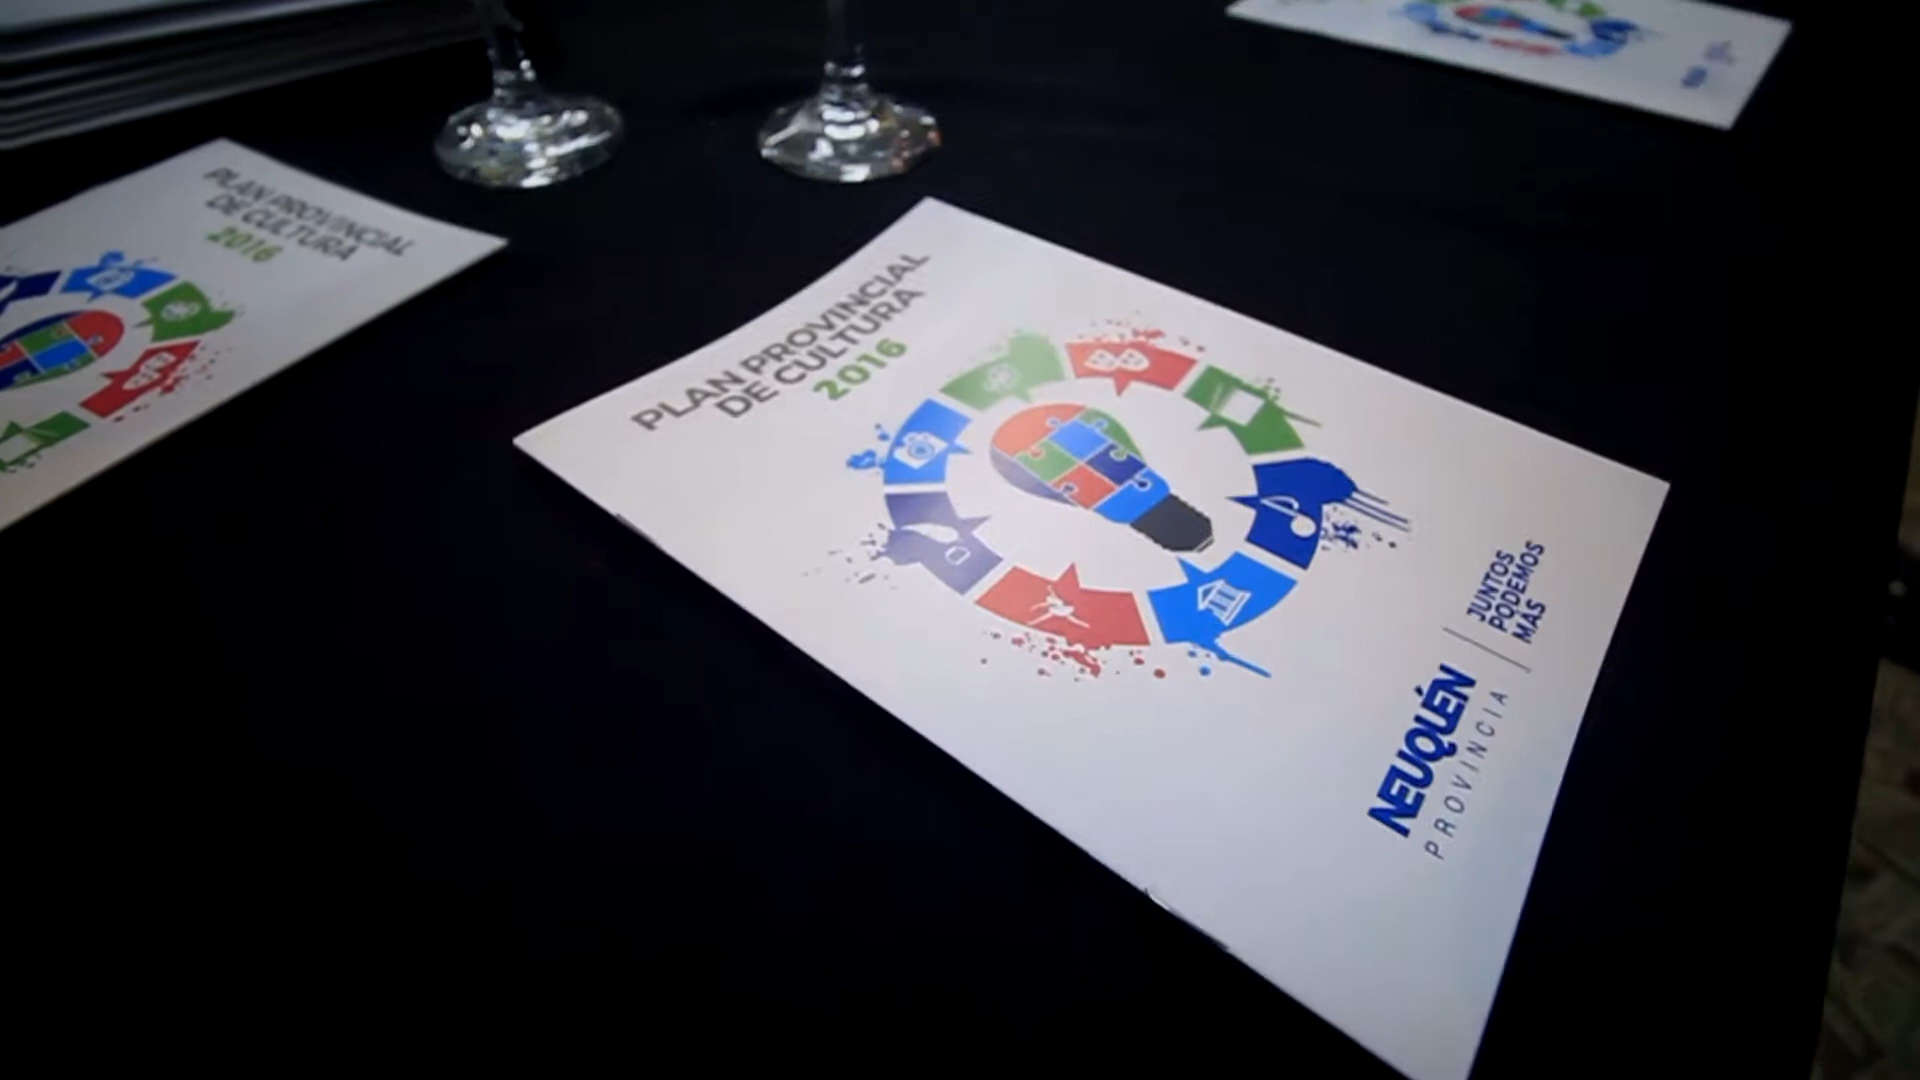 PLAN PROVINCIAL
DE CULTURA
2016
PLAN PROVINCIAL
DE CULTURA
2016
NEUQUÉN
PROVINCIA
JUNTOS
PODEMOS
MÁS